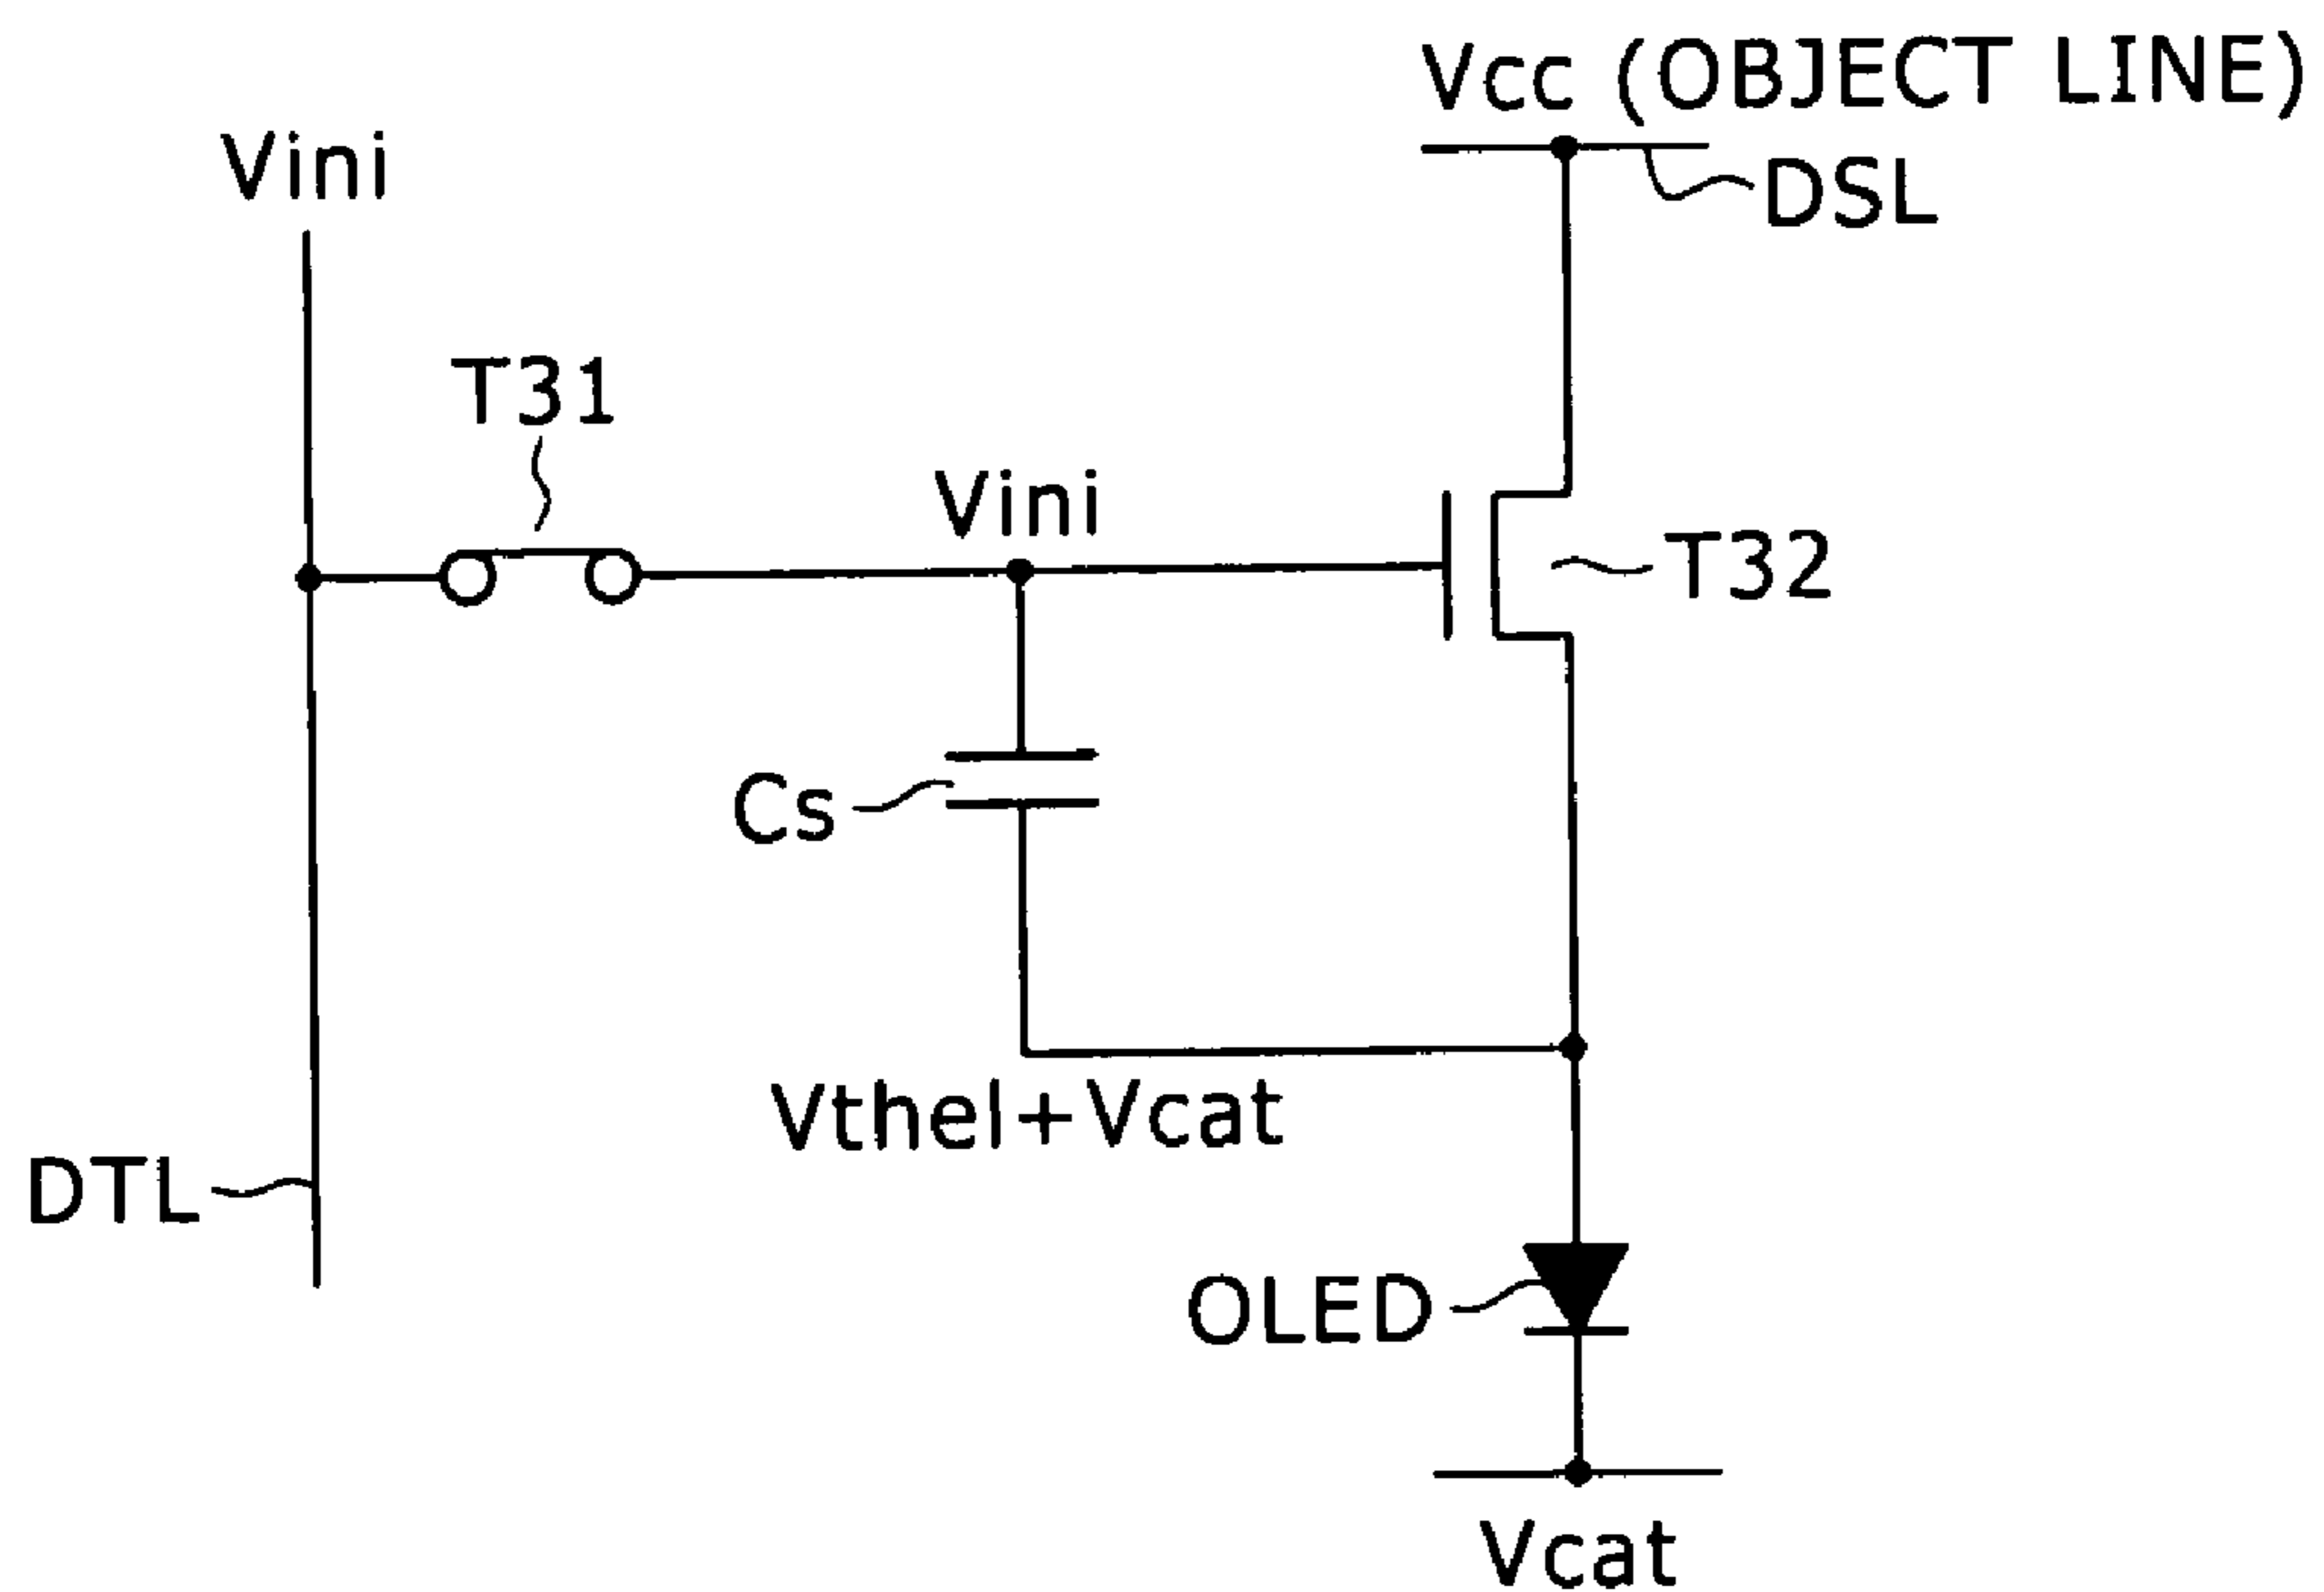 Vcc (OBJECT LINE)
Vini
DSL
T31
Vini
T32
Cs
Vthel+Vcat
DTL
OLED
Vcat